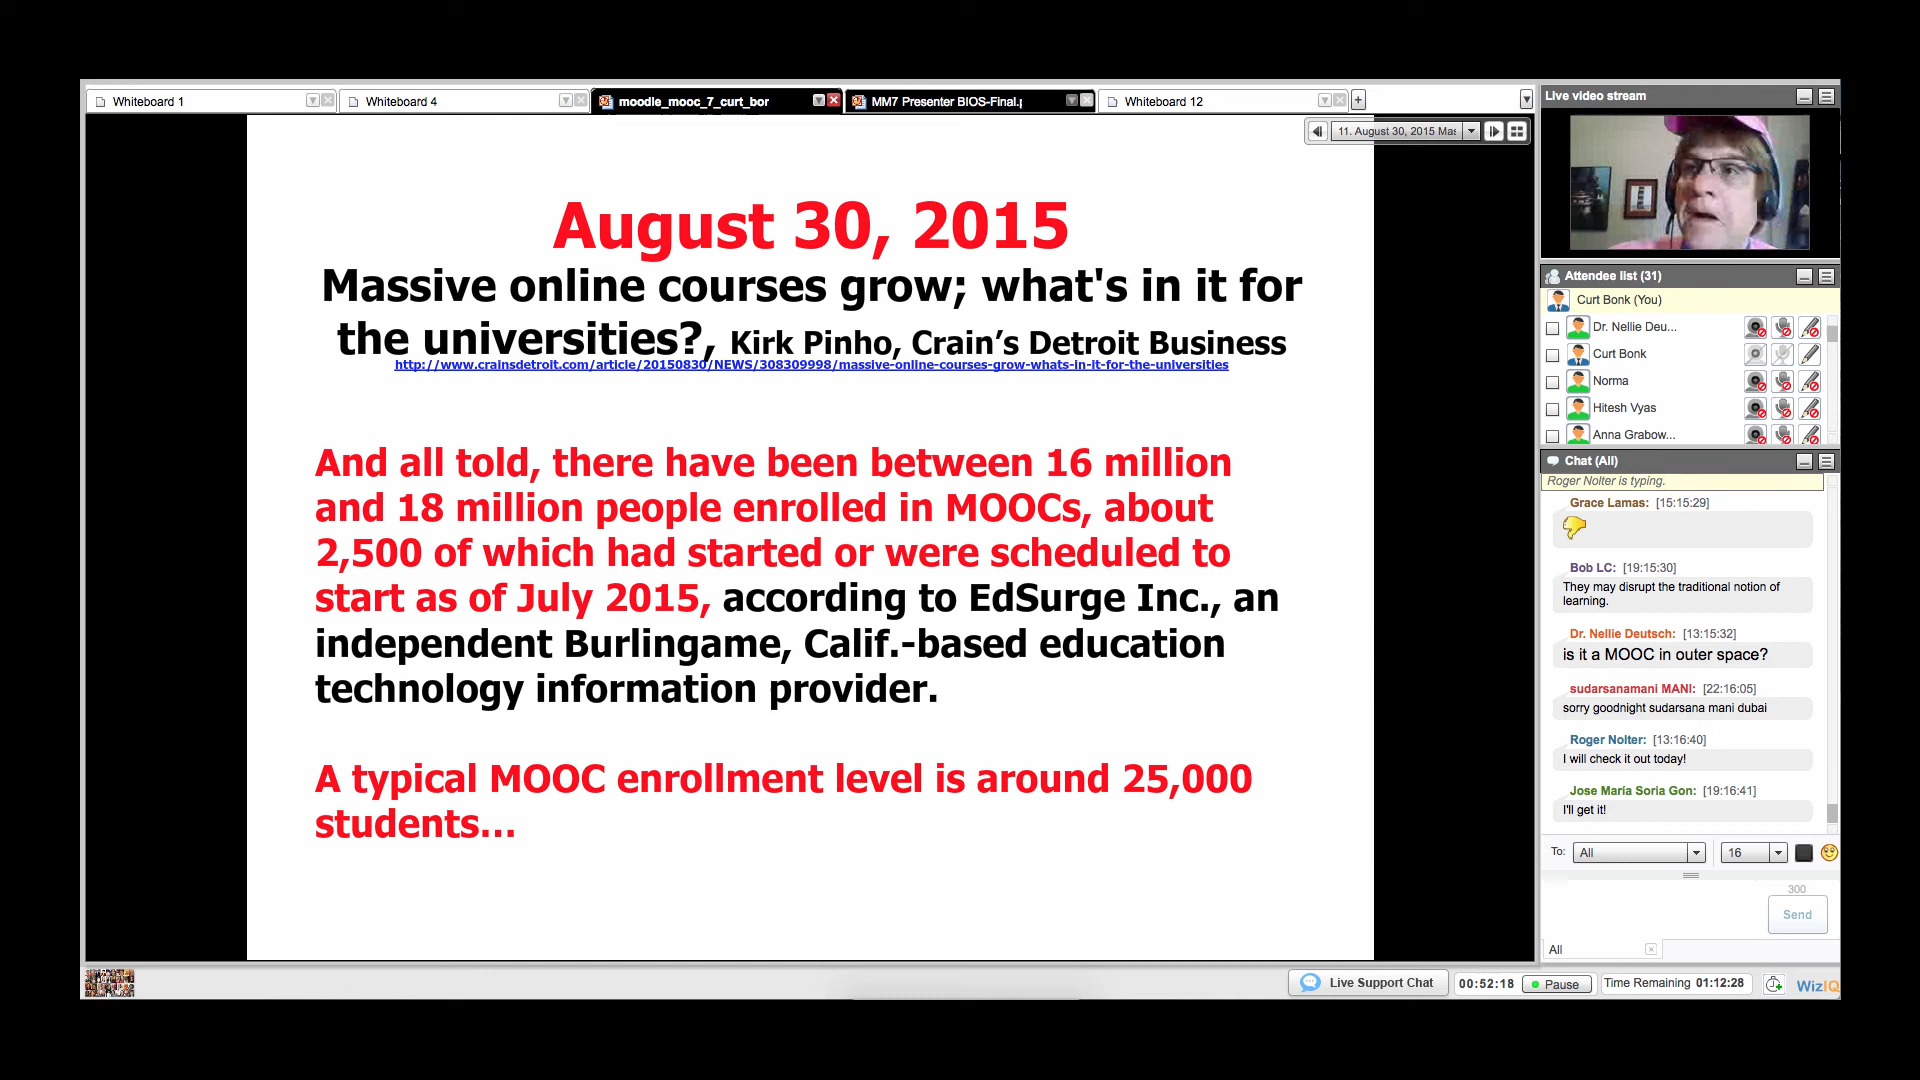 Whiteboard 1
Whiteboard 4
moodle_mooc_7_curt_bor
MM7 Presenter BIOS-Final.p
Whiteboard 12
11. August 30, 2015 Mas
August 30, 2015
Massive online courses grow; what's in it for
the universities?, Kirk Pinho, Crain’s Detroit Business
http://www.crainsdetroit.com/article/20150830/NEWS/308309998/massive-online-courses-grow-whats-in-it-for-the-universities
And all told, there have been between 16 million
and 18 million people enrolled in MOOCs, about
2,500 of which had started or were scheduled to
start as of July 2015, according to EdSurge Inc., an
independent Burlingame, Calif.-based education
technology information provider.
A typical MOOC enrollment level is around 25,000
students...
Live video stream
Attendee list (31)
Curt Bonk (You)
Dr. Nellie Deu...
Curt Bonk
Norma
Hitesh Vyas
Anna Grabow...
Chat (All)
Roger Nolter is typing.
Grace Lamas: [15:15:29]
Bob LC: [19:15:30]
They may disrupt the traditional notion of
learning.
Dr. Nellie Deutsch: [13:15:32]
is it a MOOC in outer space?
sudarsanamani MANI: [22:16:05]
sorry goodnight sudarsana mani dubai
Roger Nolter: [13:16:40]
I will check it out today!
Jose María Soria Gon: [19:16:41]
I'll get it!
To: All 16
300
Send
All
Live Support Chat
00:52:18 Pause
Time Remaining 01:12:28
WizIQ